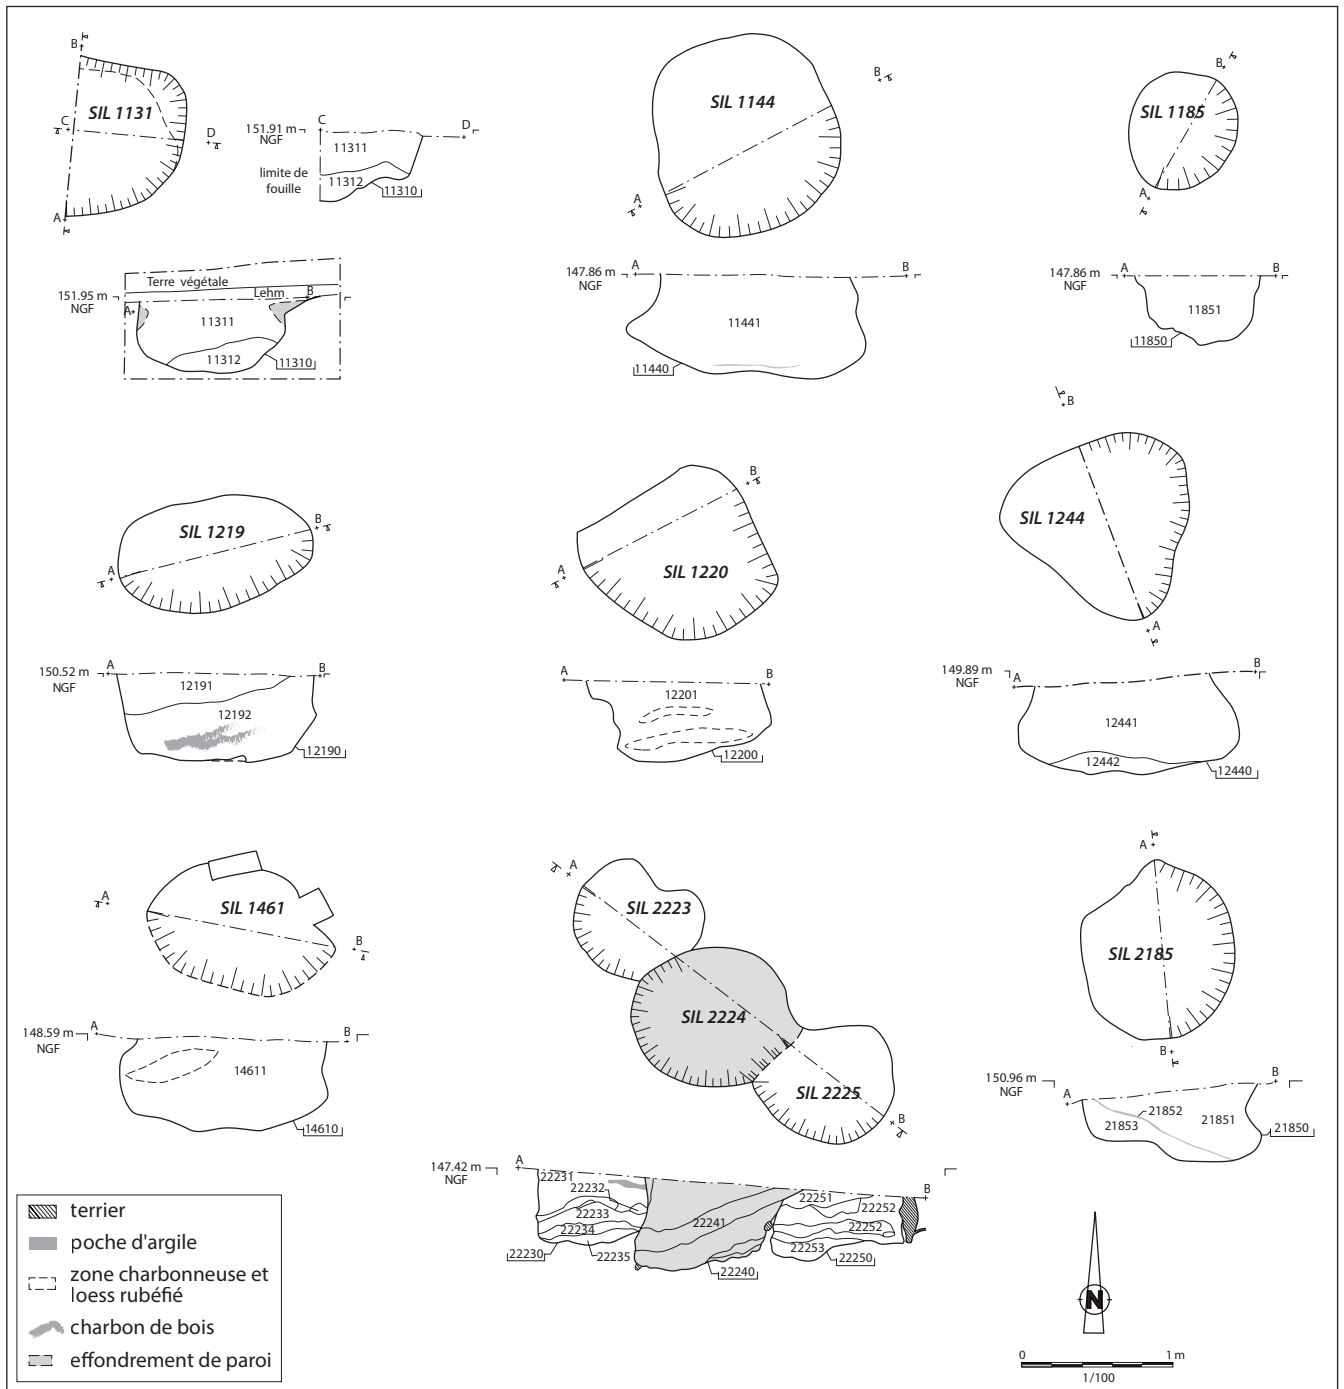 B
SIL 1131
C
D
A
151.91 m
NGF
C
D
11311
limite de
fouille
11312
11310
Terre végétale
Lehm
B
151.95 m
NGF
A
11311
11312
11310
SIL 1144
B
A
147.86 m
NGF
A
B
11441
11440
B
SIL 1185
A
147.86 m
NGF
A
B
11851
11850
SIL 1219
B
A
150.52 m
NGF
A
B
12191
12192
12190
B
SIL 1220
A
A
B
12201
12200
B
SIL 1244
A
149.89 m
NGF
A
B
12441
12442
12440
A
SIL 1461
B
148.59 m
NGF
A
B
14611
14610
A
SIL 2223
SIL 2224
SIL 2225
B
147.42 m
NGF
A
B
22231
22232
22233
22234
22235
22230
22241
22240
22251
22252
22252
22253
22250
A
SIL 2185
B
150.96 m
NGF
A
B
21852
21853
21851
21850
terrier
poche d'argile
zone charbonneuse et
loess rubéfié
charbon de bois
effondrement de paroi
N
0 1 m
1/100